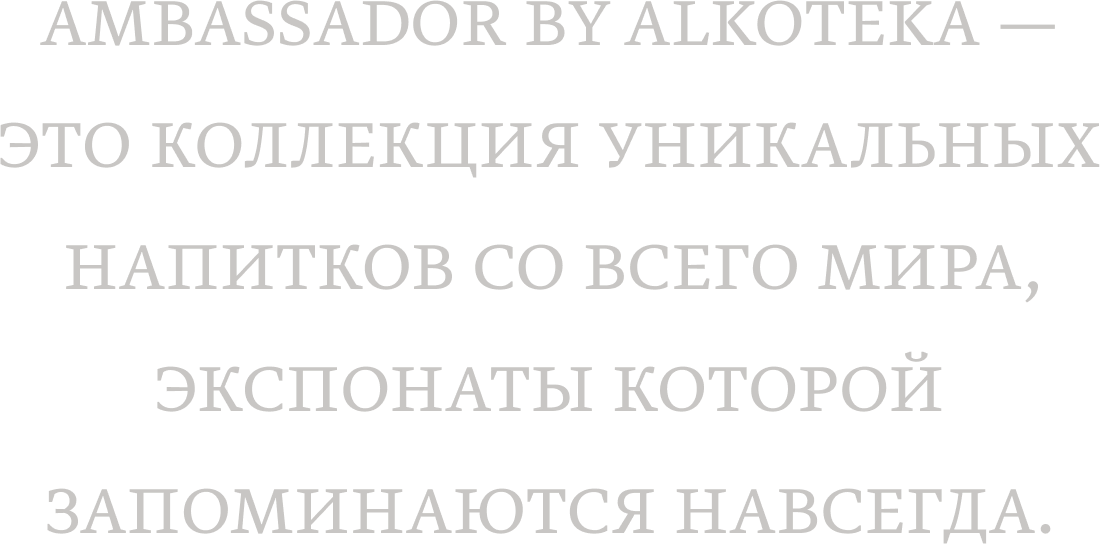 AMBASSADOR BY ALKOTEKA —
ЭТО КОЛЛЕКЦИЯ УНИКАЛЬНЫХ
НАПИТКОВ СО ВСЕГО МИРА,
ЭКСПОНАТЫ КОТОРОЙ
ЗАПОМИНАЮТСЯ НАВСЕГДА.